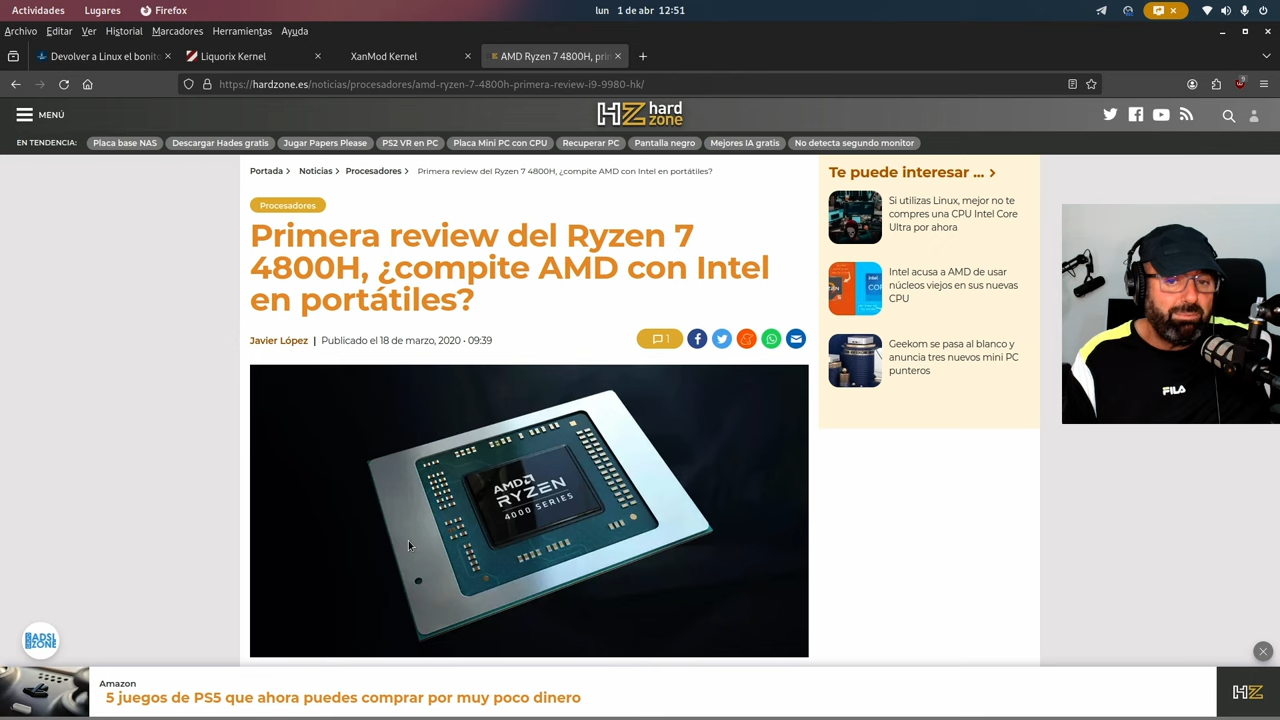 Actividades Lugares Firefox lun 1 de abr 12:51
Archivo Editar Ver Historial Marcadores Herramientas Ayuda
Devolver a Linux el bonito Liquorix Kernel XanMod Kernel AMD Ryzen 7 4800H, prim
https://hardzone.es/noticias/procesadores/amd-ryzen-7-4800h-primera-review-i9-9980-hk/
MENÚ
HZ hard zone
EN TENDENCIA: Placa base NAS Descargar Hades gratis Jugar Papers Please PS2 VR en PC Placa Mini PC con CPU Recuperar PC Pantalla negro Mejores IA gratis No detecta segundo monitor
Portada Noticias Procesadores Primera review del Ryzen 7 4800H, ¿compite AMD con Intel en portátiles?
Procesadores
Primera review del Ryzen 7
4800H, ¿compite AMD con Intel
en portátiles?
Javier López | Publicado el 18 de marzo, 2020 • 09:39
1
AMD
RYZEN
4000 SERIES
Te puede interesar ...
Si utilizas Linux, mejor no te
compres una CPU Intel Core
Ultra por ahora
Intel acusa a AMD de usar
núcleos viejos en sus nuevas
CPU
Geekom se pasa al blanco y
anuncia tres nuevos mini PC
punteros
FILA
ADSL
ZONE
Amazon
5 juegos de PS5 que ahora puedes comprar por muy poco dinero
HZ